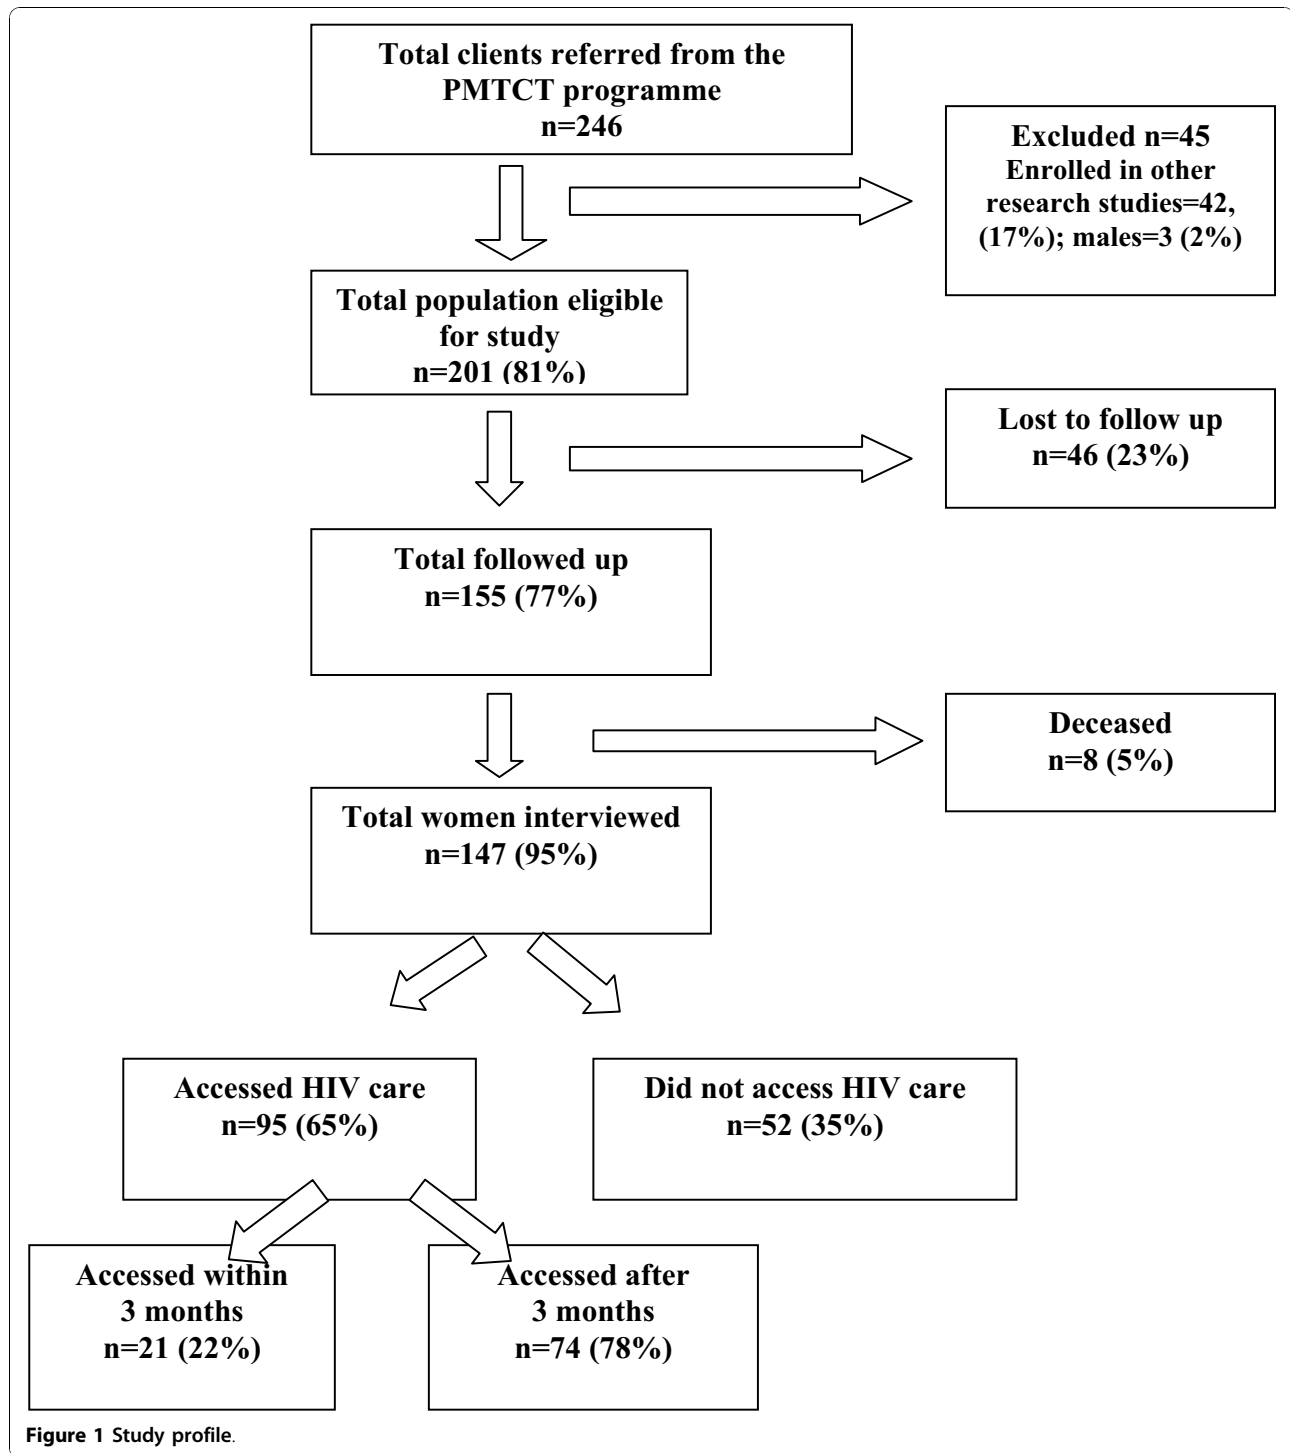 Total clients referred from the
PMTCT programme
n=246
Excluded n=45
Enrolled in other
research studies=42,
(17%); males=3 (2%)
Total population eligible
for study
n=201 (81%)
Lost to follow up
n=46 (23%)
Total followed up
n=155 (77%)
Deceased
n=8 (5%)
Total women interviewed
n=147 (95%)
Accessed HIV care
n=95 (65%)
Did not access HIV care
n=52 (35%)
Accessed within
3 months
n=21 (22%)
Accessed after
3 months
n=74 (78%)
Figure 1 Study profile.